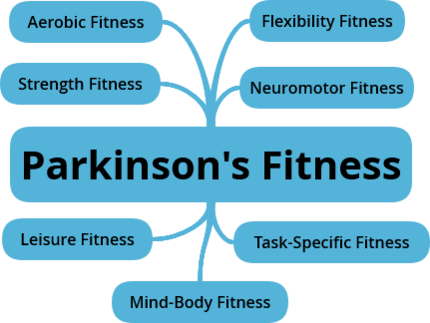 Aerobic Fitness
Flexibility Fitness
Strength Fitness
Neuromotor Fitness
Parkinson's Fitness
Leisure Fitness
Task-Specific Fitness
Mind-Body Fitness